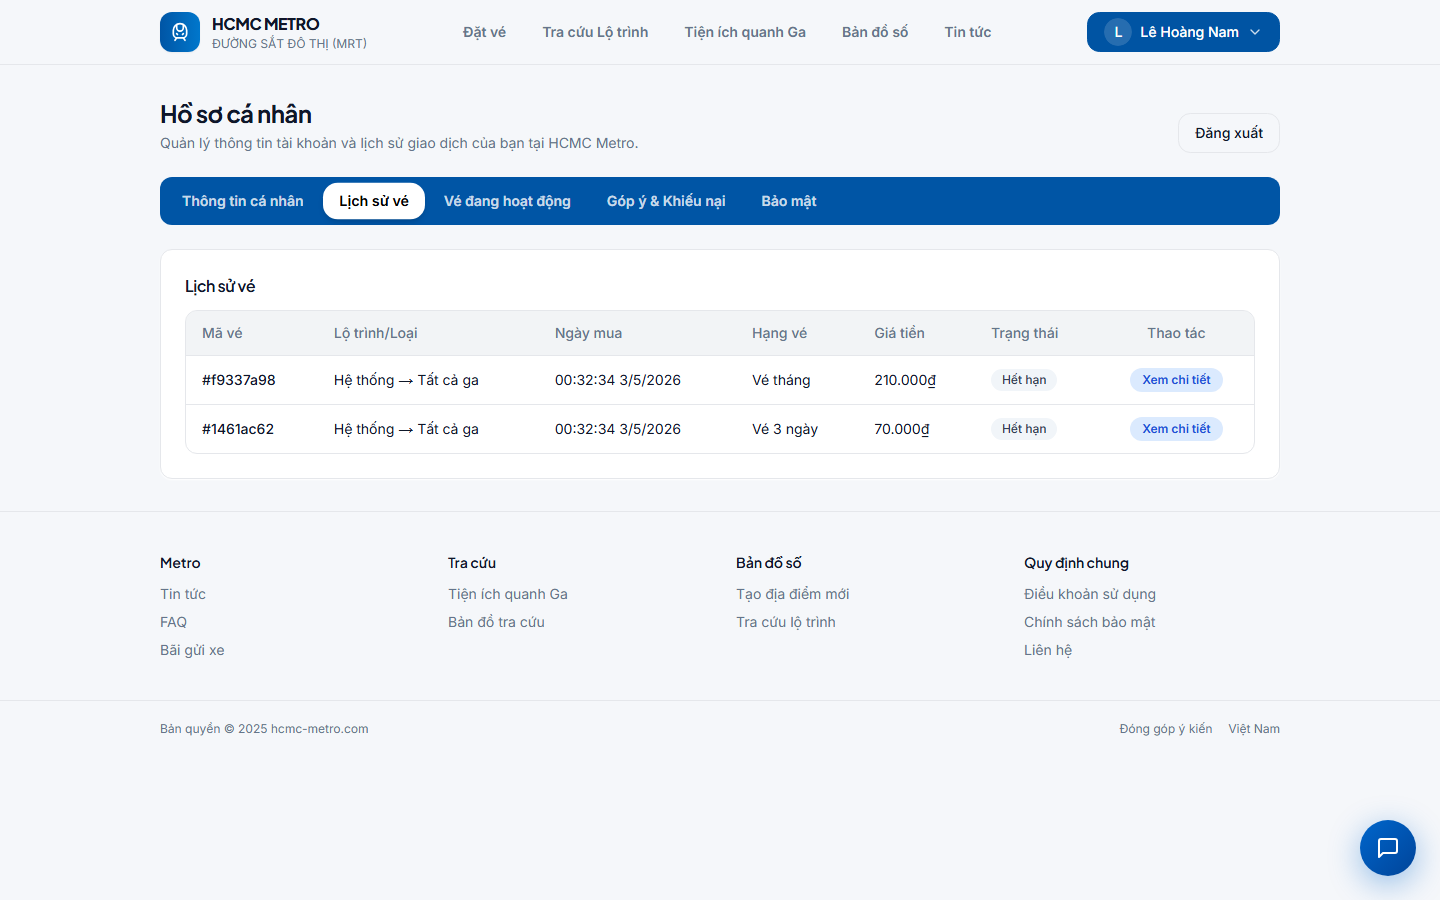 HCMC METRO
ĐƯỜNG SẮT ĐÔ THỊ (MRT)
Đặt vé
Tra cứu Lộ trình
Tiện ích quanh Ga
Bản đồ số
Tin tức
L
Lê Hoàng Nam
Hồ sơ cá nhân
Quản lý thông tin tài khoản và lịch sử giao dịch của bạn tại HCMC Metro.
Đăng xuất
Thông tin cá nhân
Lịch sử vé
Vé đang hoạt động
Góp ý & Khiếu nại
Bảo mật
Lịch sử vé
Mã vé Lộ trình/Loại Ngày mua Hạng vé Giá tiền Trạng thái Thao tác
#f9337a98 Hệ thống → Tất cả ga 00:32:34 3/5/2026 Vé tháng 210.000₫ Hết hạn Xem chi tiết
#1461ac62 Hệ thống → Tất cả ga 00:32:34 3/5/2026 Vé 3 ngày 70.000₫ Hết hạn Xem chi tiết
Metro
Tin tức
FAQ
Bãi gửi xe
Tra cứu
Tiện ích quanh Ga
Bản đồ tra cứu
Bản đồ số
Tạo địa điểm mới
Tra cứu lộ trình
Quy định chung
Điều khoản sử dụng
Chính sách bảo mật
Liên hệ
Bản quyền © 2025 hcmc-metro.com
Đóng góp ý kiến
Việt Nam